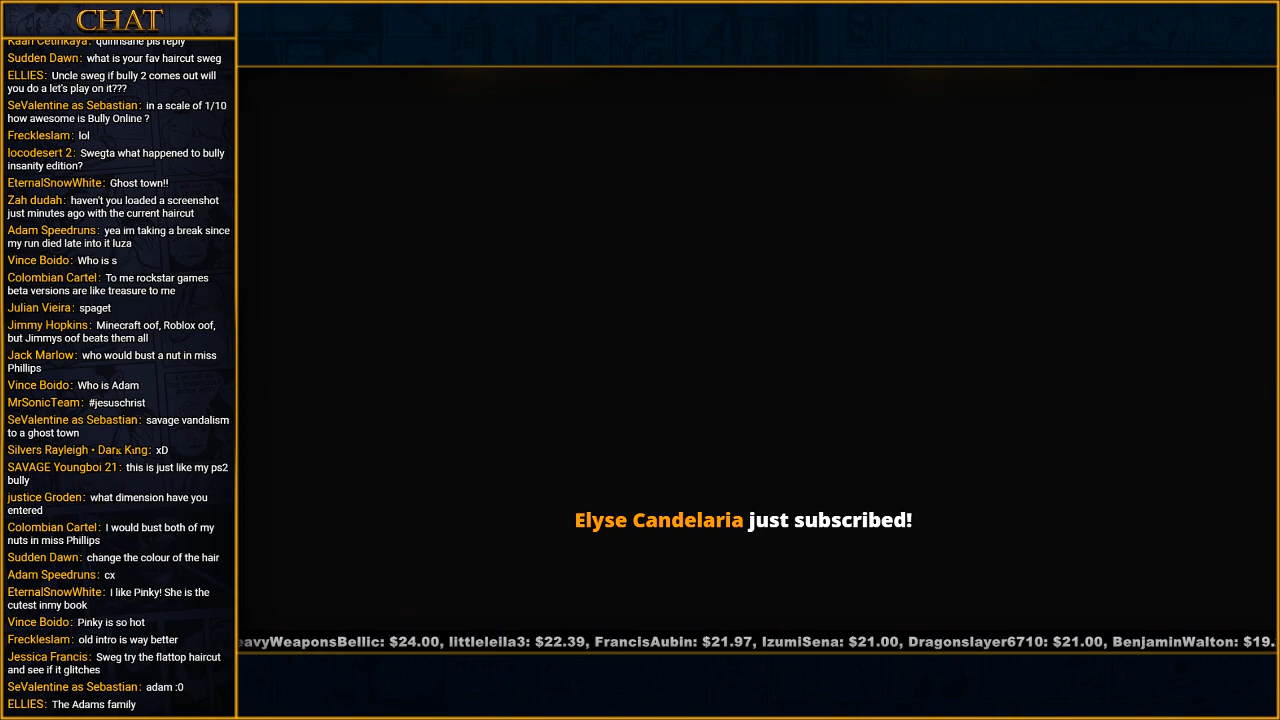 CHAT
Kaan Cetinkaya: quinnsane pls reply
Sudden Dawn: what is your fav haircut sweg
ELLIES: Uncle sweg if bully 2 comes out will
you do a let's play on it???
SeValentine as Sebastian: in a scale of 1/10
how awesome is Bully Online ?
Freckleslam: lol
locodesert 2: Swegta what happened to bully
insanity edition?
EternalSnowWhite: Ghost town!!
Zah dudah: haven't you loaded a screenshot
just minutes ago with the current haircut
Adam Speedruns: yea im taking a break since
my run died late into it luza
Vince Boido: Who is s
Colombian Cartel: To me rockstar games
beta versions are like treasure to me
Julian Vieira: spaget
Jimmy Hopkins: Minecraft oof, Roblox oof,
but Jimmys oof beats them all
Jack Marlow: who would bust a nut in miss
Phillips
Vince Boido: Who is Adam
MrSonicTeam: #jesuschrist
SeValentine as Sebastian: savage vandalism
to a ghost town
Silvers Rayleigh • Dark King: xD
SAVAGE Youngboi 21: this is just like my ps2
bully
justice Groden: what dimension have you
entered
Colombian Cartel: I would bust both of my
nuts in miss Phillips
Sudden Dawn: change the colour of the hair
Adam Speedruns: cx
EternalSnowWhite: I like Pinky! She is the
cutest inmy book
Vince Boido: Pinky is so hot
Freckleslam: old intro is way better
Jessica Francis: Sweg try the flattop haircut
and see if it glitches
SeValentine as Sebastian: adam :0
ELLIES: The Adams family
Elyse Candelaria just subscribed!
eavyWeaponsBellic: $24.00, littleleila3: $22.39, FrancisAubin: $21.97, IzumiSena: $21.00, Dragonslayer6710: $21.00, BenjaminWalton: $19.